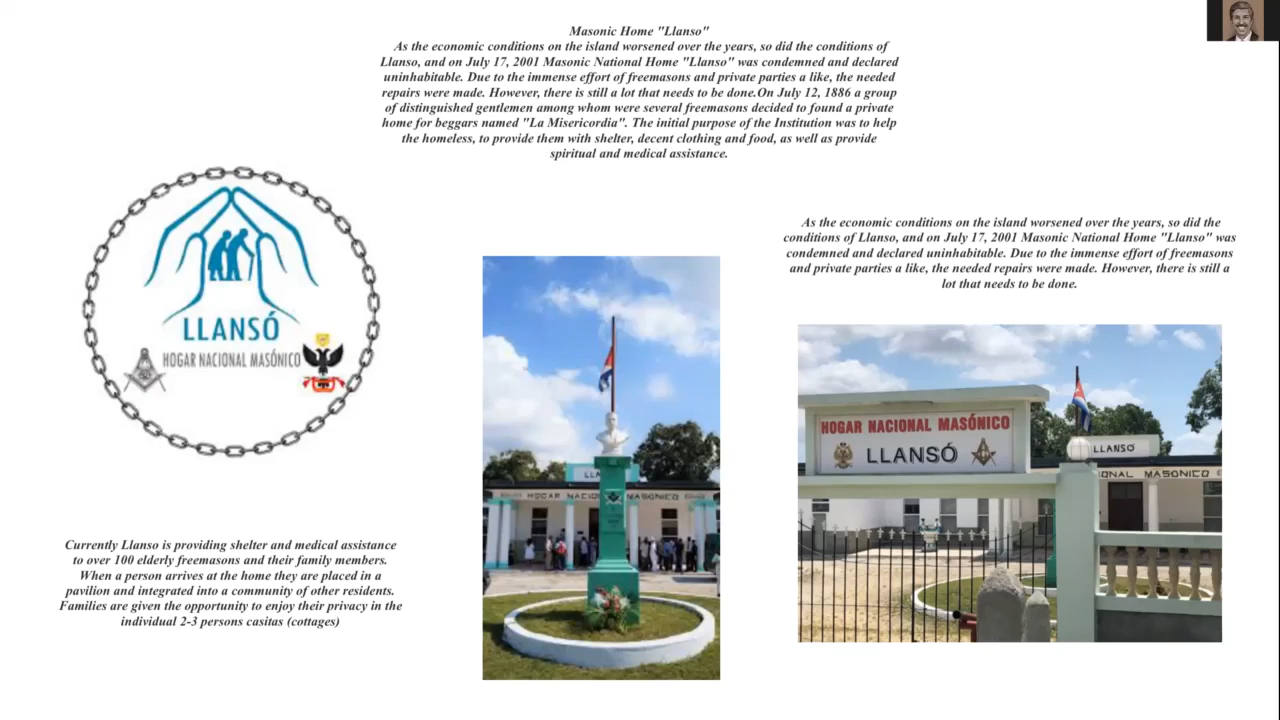 Masonic Home "Llanso"
As the economic conditions on the island worsened over the years, so did the conditions of
Llanso, and on July 17, 2001 Masonic National Home "Llanso" was condemned and declared
uninhabitable. Due to the immense effort of freemasons and private parties a like, the needed
repairs were made. However, there is still a lot that needs to be done.On July 12, 1886 a group
of distinguished gentlemen among whom were several freemasons decided to found a private
home for beggars named "La Misericordia". The initial purpose of the Institution was to help
the homeless, to provide them with shelter, decent clothing and food, as well as provide
spiritual and medical assistance.
LLANSÓ
HOGAR NACIONAL MASÓNICO
Currently Llanso is providing shelter and medical assistance
to over 100 elderly freemasons and their family members.
When a person arrives at the home they are placed in a
pavilion and integrated into a community of other residents.
Families are given the opportunity to enjoy their privacy in the
individual 2-3 persons casitas (cottages)
HOGAR NACIONAL MASONICO
As the economic conditions on the island worsened over the years, so did the
conditions of Llanso, and on July 17, 2001 Masonic National Home "Llanso" was
condemned and declared uninhabitable. Due to the immense effort of freemasons
and private parties a like, the needed repairs were made. However, there is still a
lot that needs to be done.
HOGAR NACIONAL MASÓNICO
LLANSÓ
LLANSÓ
NAL MASONICO